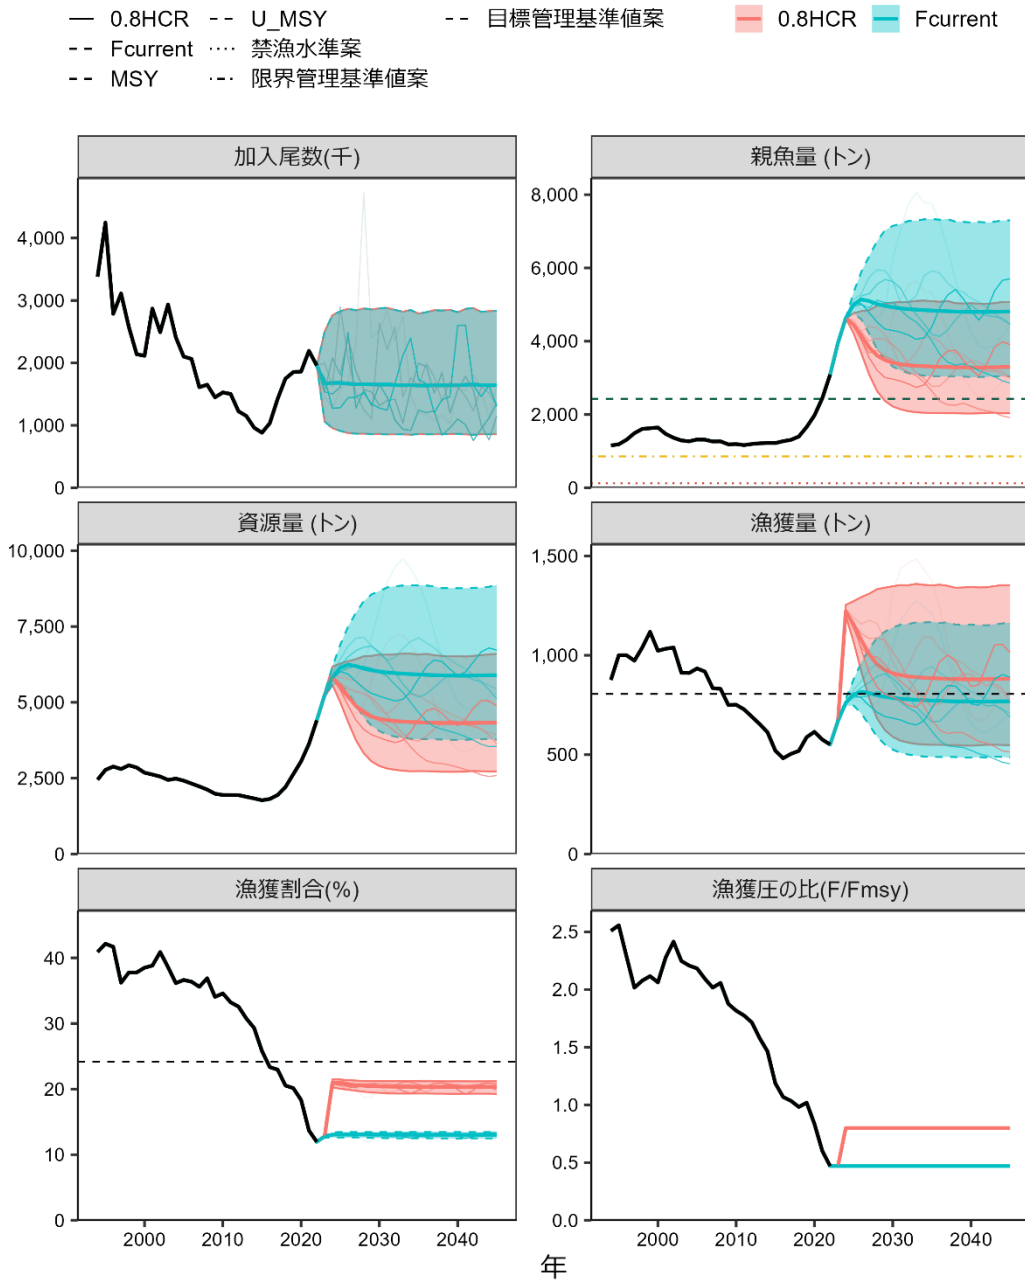 0.8HCR
U_MSY
目標管理基準値案
0.8HCR
Fcurrent
Fcurrent
禁漁水準案
MSY
限界管理基準値案
加入尾数(千)
4,000
3,000
2,000
1,000
0
親魚量 (トン)
8,000
6,000
4,000
2,000
0
資源量 (トン)
10,000
7,500
5,000
2,500
0
漁獲量 (トン)
1,500
1,000
500
0
漁獲割合(%)
40
30
20
10
0
2000 2010 2020 2030 2040
漁獲圧の比(F/Fmsy)
2.5
2.0
1.5
1.0
0.5
0.0
2000 2010 2020 2030 2040
年